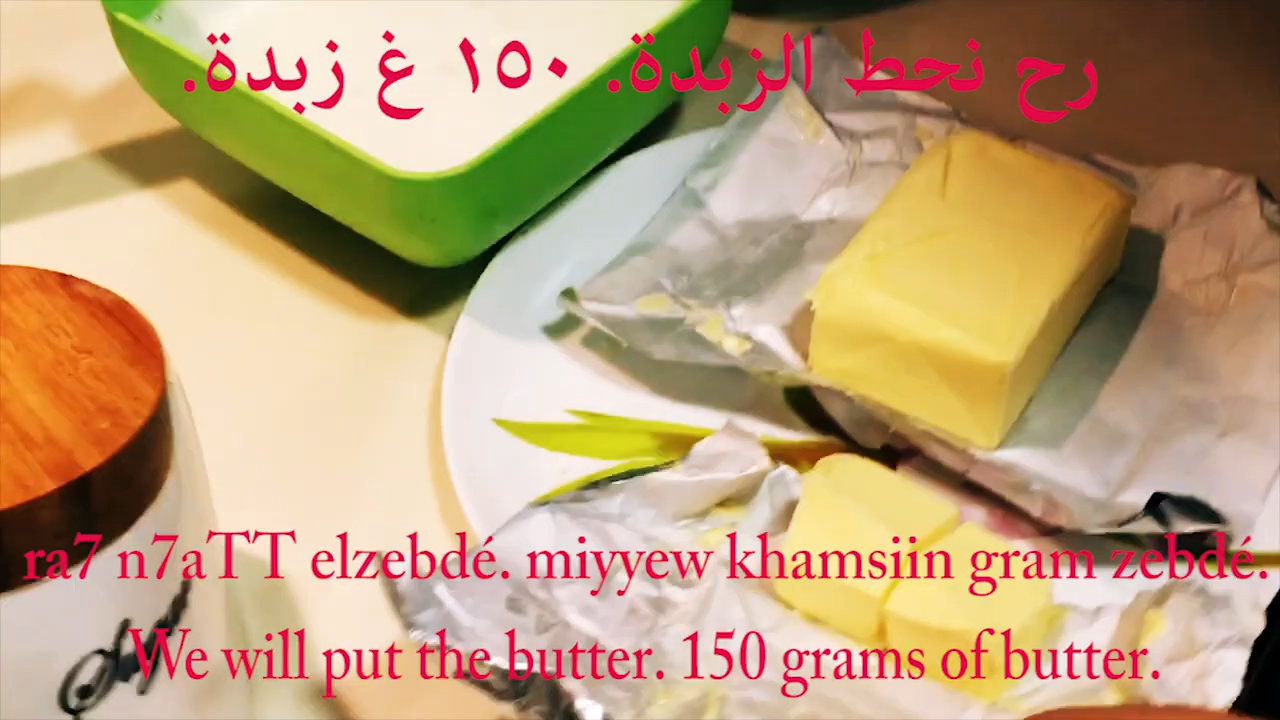 رح نحط الزبدة. ١٥٠ غ زبدة.
ra7 n7aTT elzebdé. miyyew khamsiin gram zebdé.
We will put the butter. 150 grams of butter.